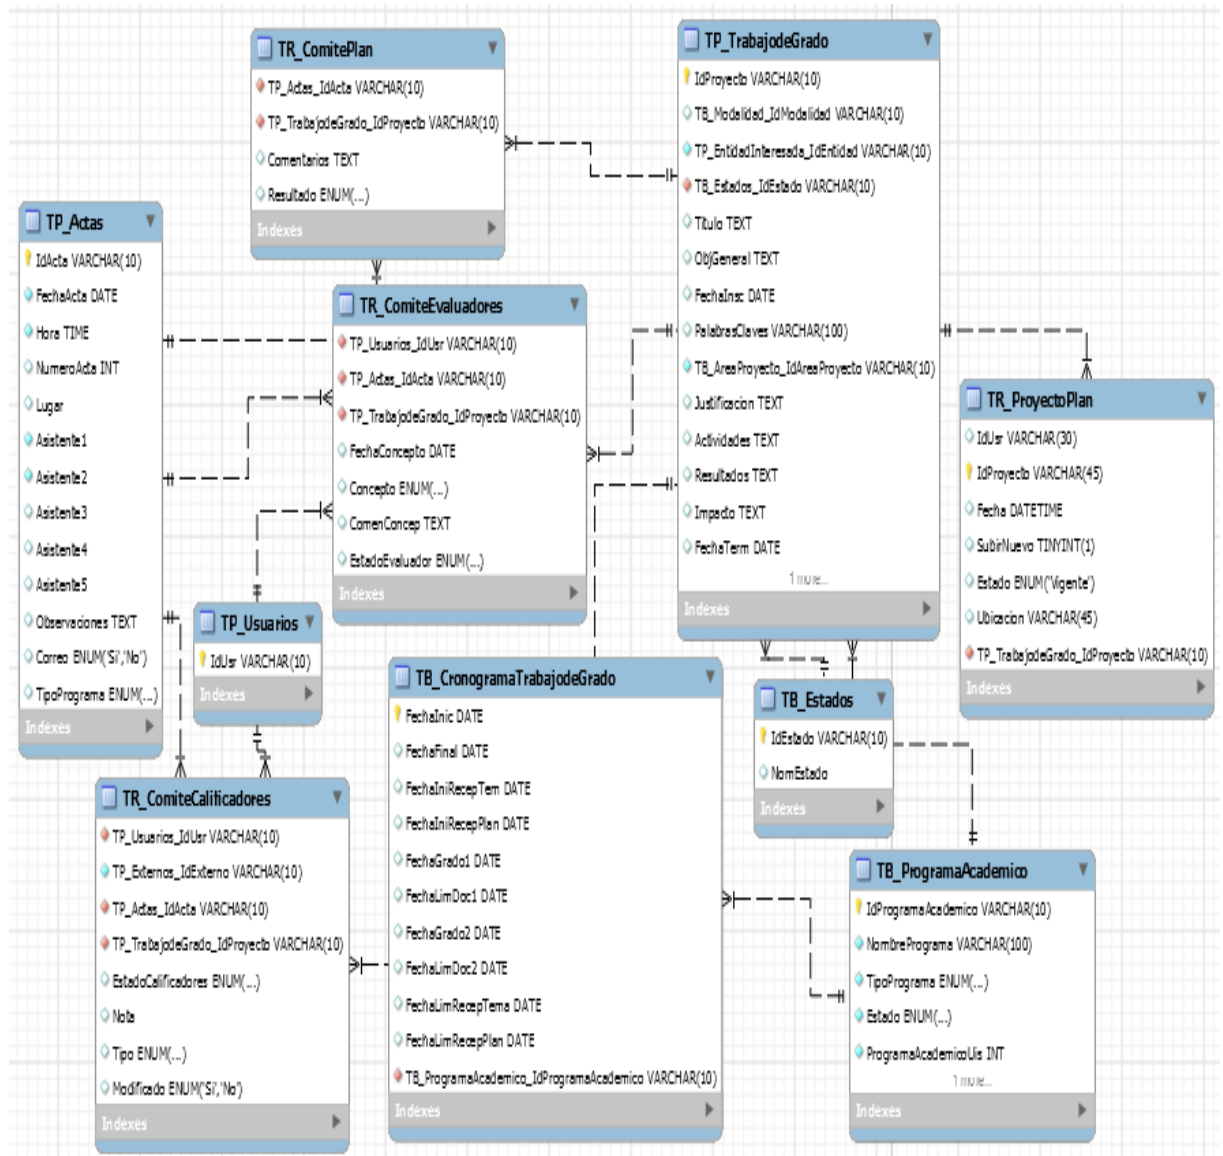 TR_ComitePlan
TP_Actas_IdActa VARCHAR(10)
TP_TrabajodeGrado_IdProyecto VARCHAR(10)
Comentarios TEXT
Resultado ENUM(...)
Indexes
TP_TrabajodeGrado
IdProyecto VARCHAR(10)
TB_Modalidad_IdModalidad VARCHAR(10)
TP_EntidadInteresada_IdEntidad VARCHAR(10)
TB_Estados_IdEstado VARCHAR(10)
Titulo TEXT
ObjGeneral TEXT
FechaInsc DATE
PalabrasClaves VARCHAR(100)
TB_AreaProyecto_IdAreaProyecto VARCHAR(10)
Justificacion TEXT
Actividades TEXT
Resultados TEXT
Impacto TEXT
FechaTerm DATE
1 more...
Indexes
TP_Actas
IdActa VARCHAR(10)
FechaActa DATE
Hora TIME
NumeroActa INT
Lugar
Asistente1
Asistente2
Asistente3
Asistente4
Asistente5
Observaciones TEXT
Correo ENUM('Si','No')
TipoPrograma ENUM(...)
Indexes
TR_ComiteEvaluadores
TP_Usuarios_IdUsr VARCHAR(10)
TP_Actas_IdActa VARCHAR(10)
TP_TrabajodeGrado_IdProyecto VARCHAR(10)
FechaConcepto DATE
Concepto ENUM(...)
ComenConcep TEXT
EstadoEvaluador ENUM(...)
Indexes
TR_ProyectoPlan
IdUsr VARCHAR(30)
IdProyecto VARCHAR(45)
Fecha DATETIME
SubirNuevo TINYINT(1)
Estado ENUM('Vigente')
Ubicacion VARCHAR(45)
TP_TrabajodeGrado_IdProyecto VARCHAR(10)
Indexes
TP_Usuarios
IdUsr VARCHAR(10)
Indexes
TB_CronogramaTrabajodeGrado
FechaInic DATE
FechaFinal DATE
FechaIniRecepTem DATE
FechaIniRecepPlan DATE
FechaGrado1 DATE
FechaLimDoc1 DATE
FechaGrado2 DATE
FechaLimDoc2 DATE
FechaLimRecepTema DATE
FechaLimRecepPlan DATE
TB_ProgramaAcademico_IdProgramaAcademico VARCHAR(10)
Indexes
TB_Estados
IdEstado VARCHAR(10)
NomEstado
Indexes
TR_ComiteCalificadores
TP_Usuarios_IdUsr VARCHAR(10)
TP_Externos_IdExterno VARCHAR(10)
TP_Actas_IdActa VARCHAR(10)
TP_TrabajodeGrado_IdProyecto VARCHAR(10)
EstadoCalificadores ENUM(...)
Nota
Tipo ENUM(...)
Modificado ENUM('Si','No')
Indexes
TB_ProgramaAcademico
IdProgramaAcademico VARCHAR(10)
NombrePrograma VARCHAR(100)
TipoPrograma ENUM(...)
Estado ENUM(...)
ProgramaAcademicoUis INT
1 more...
Indexes